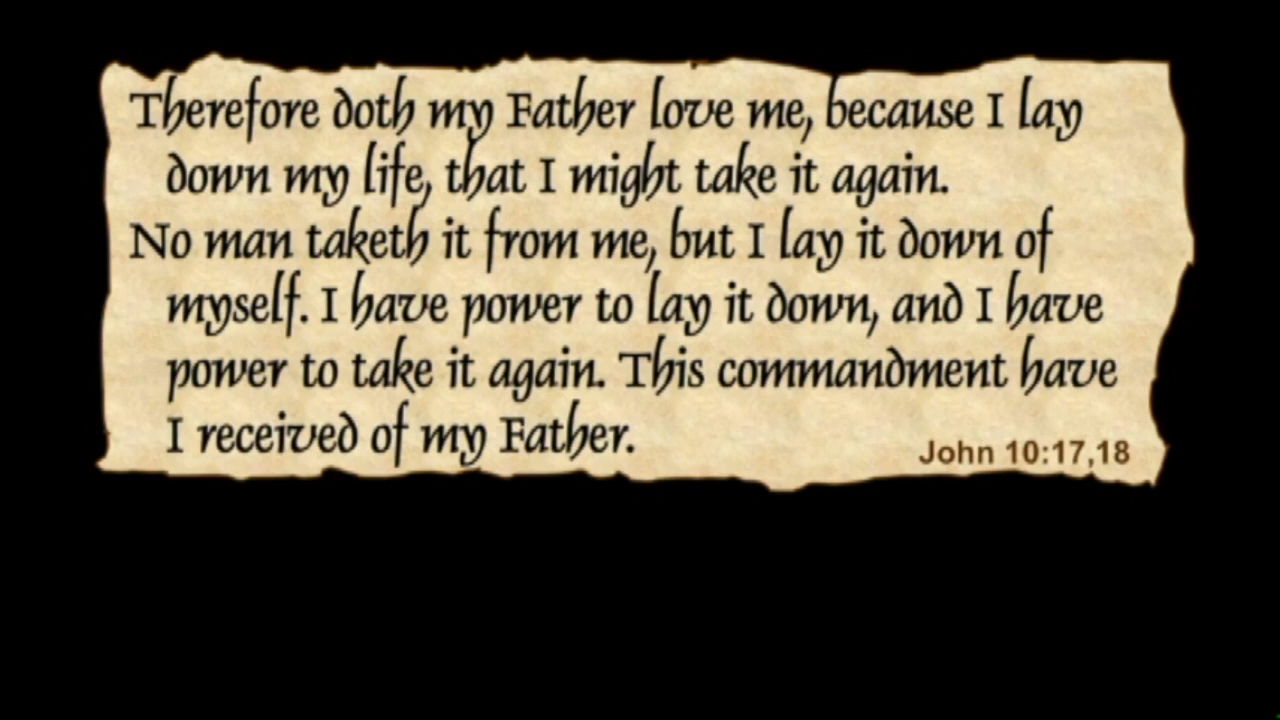 Therefore doth my Father love me, because I lay
down my life, that I might take it again.
No man taketh it from me, but I lay it down of
myself. I have power to lay it down, and I have
power to take it again. This commandment have
I received of my Father.
John 10:17,18